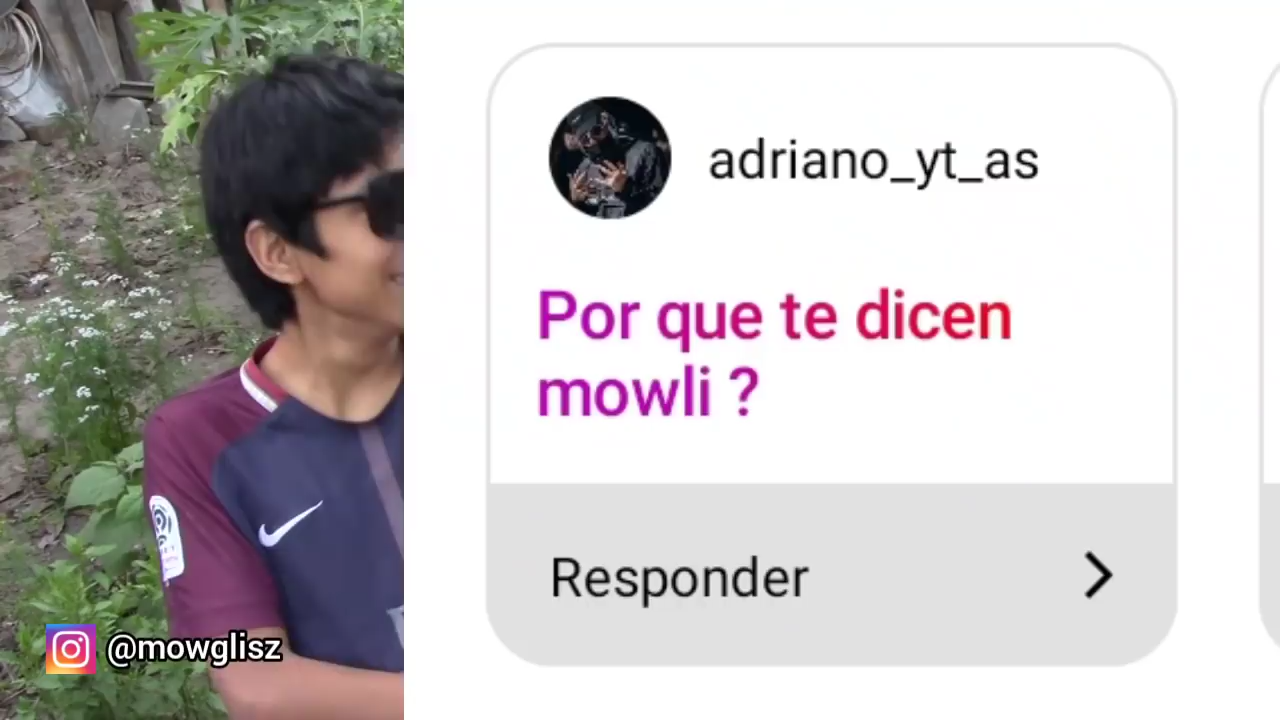 adriano_yt_as
Por que te dicen
mowli ?
Responder
@mowglisz